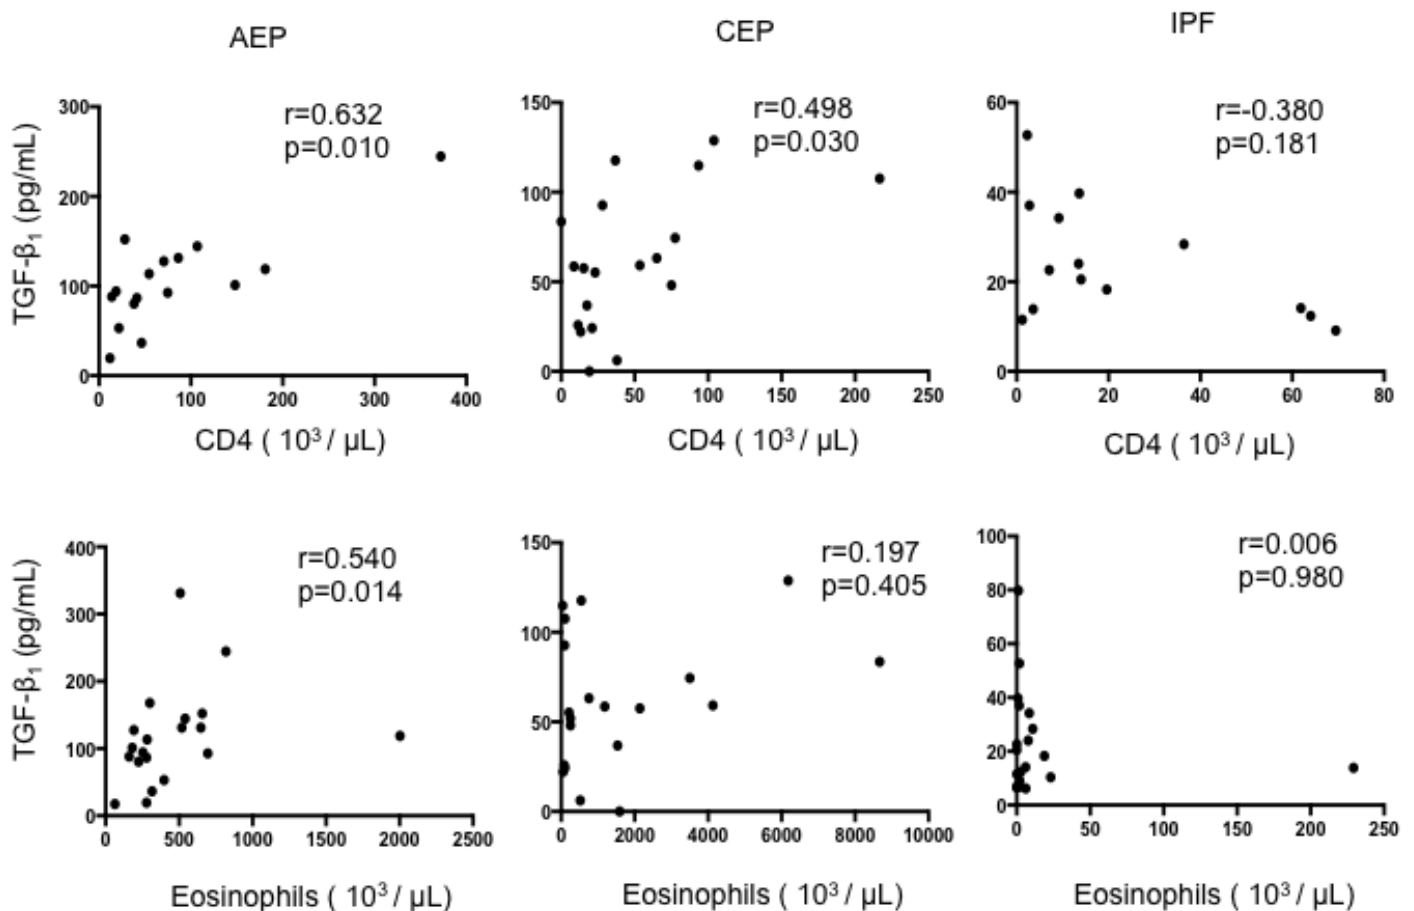 AEP
CEP
IPF
TGF-β₁ (pg/mL)
300
200
100
0
r=0.632
p=0.010
0 100 200 300 400
CD4 ( 10³ / µL)
150
100
50
0
r=0.498
p=0.030
0 50 100 150 200 250
CD4 ( 10³ / µL)
60
40
20
0
r=-0.380
p=0.181
0 20 40 60 80
CD4 ( 10³ / µL)
TGF-β₁ (pg/mL)
400
300
200
100
0
r=0.540
p=0.014
0 500 1000 1500 2000 2500
Eosinophils ( 10³ / µL)
150
100
50
0
r=0.197
p=0.405
0 2000 4000 6000 8000 10000
Eosinophils ( 10³ / µL)
100
80
60
40
20
0
r=0.006
p=0.980
0 50 100 150 200 250
Eosinophils ( 10³ / µL)